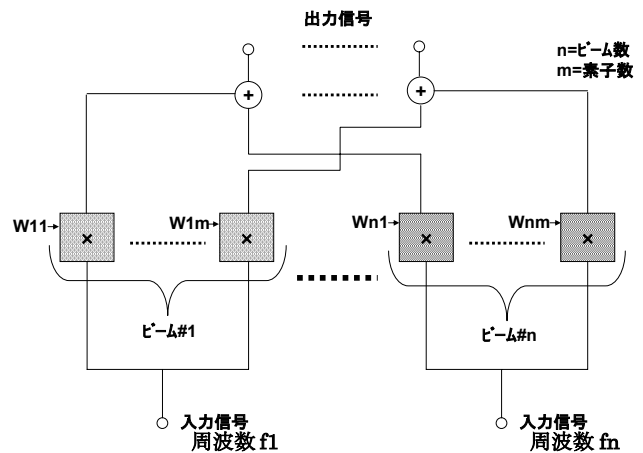 出力信号
n=ﾋﾞｰﾑ数
m=素子数
+
+
W11
×
W1m
×
Wn1
×
Wnm
×
ﾋﾞｰﾑ#1
ﾋﾞｰﾑ#n
入力信号
周波数 f1
入力信号
周波数 fn